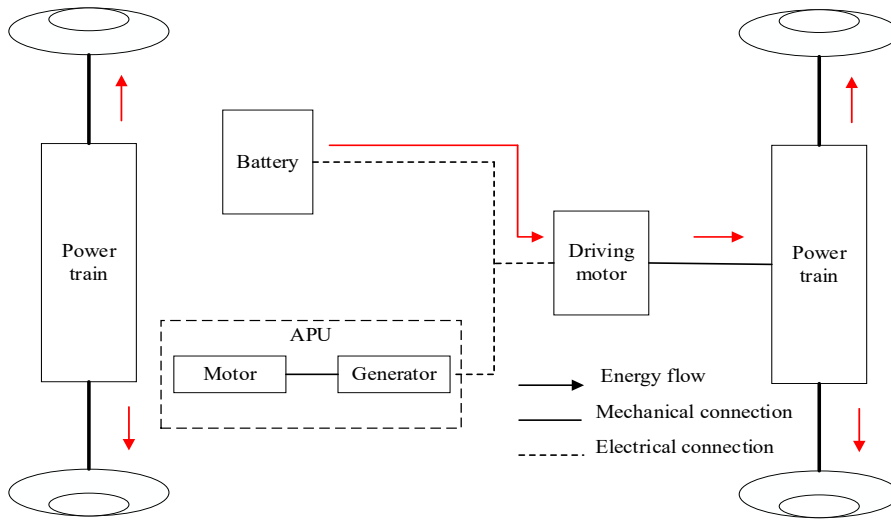 Battery
Power
train
Driving
motor
Power
train
APU
Motor
Generator
Energy flow
Mechanical connection
Electrical connection